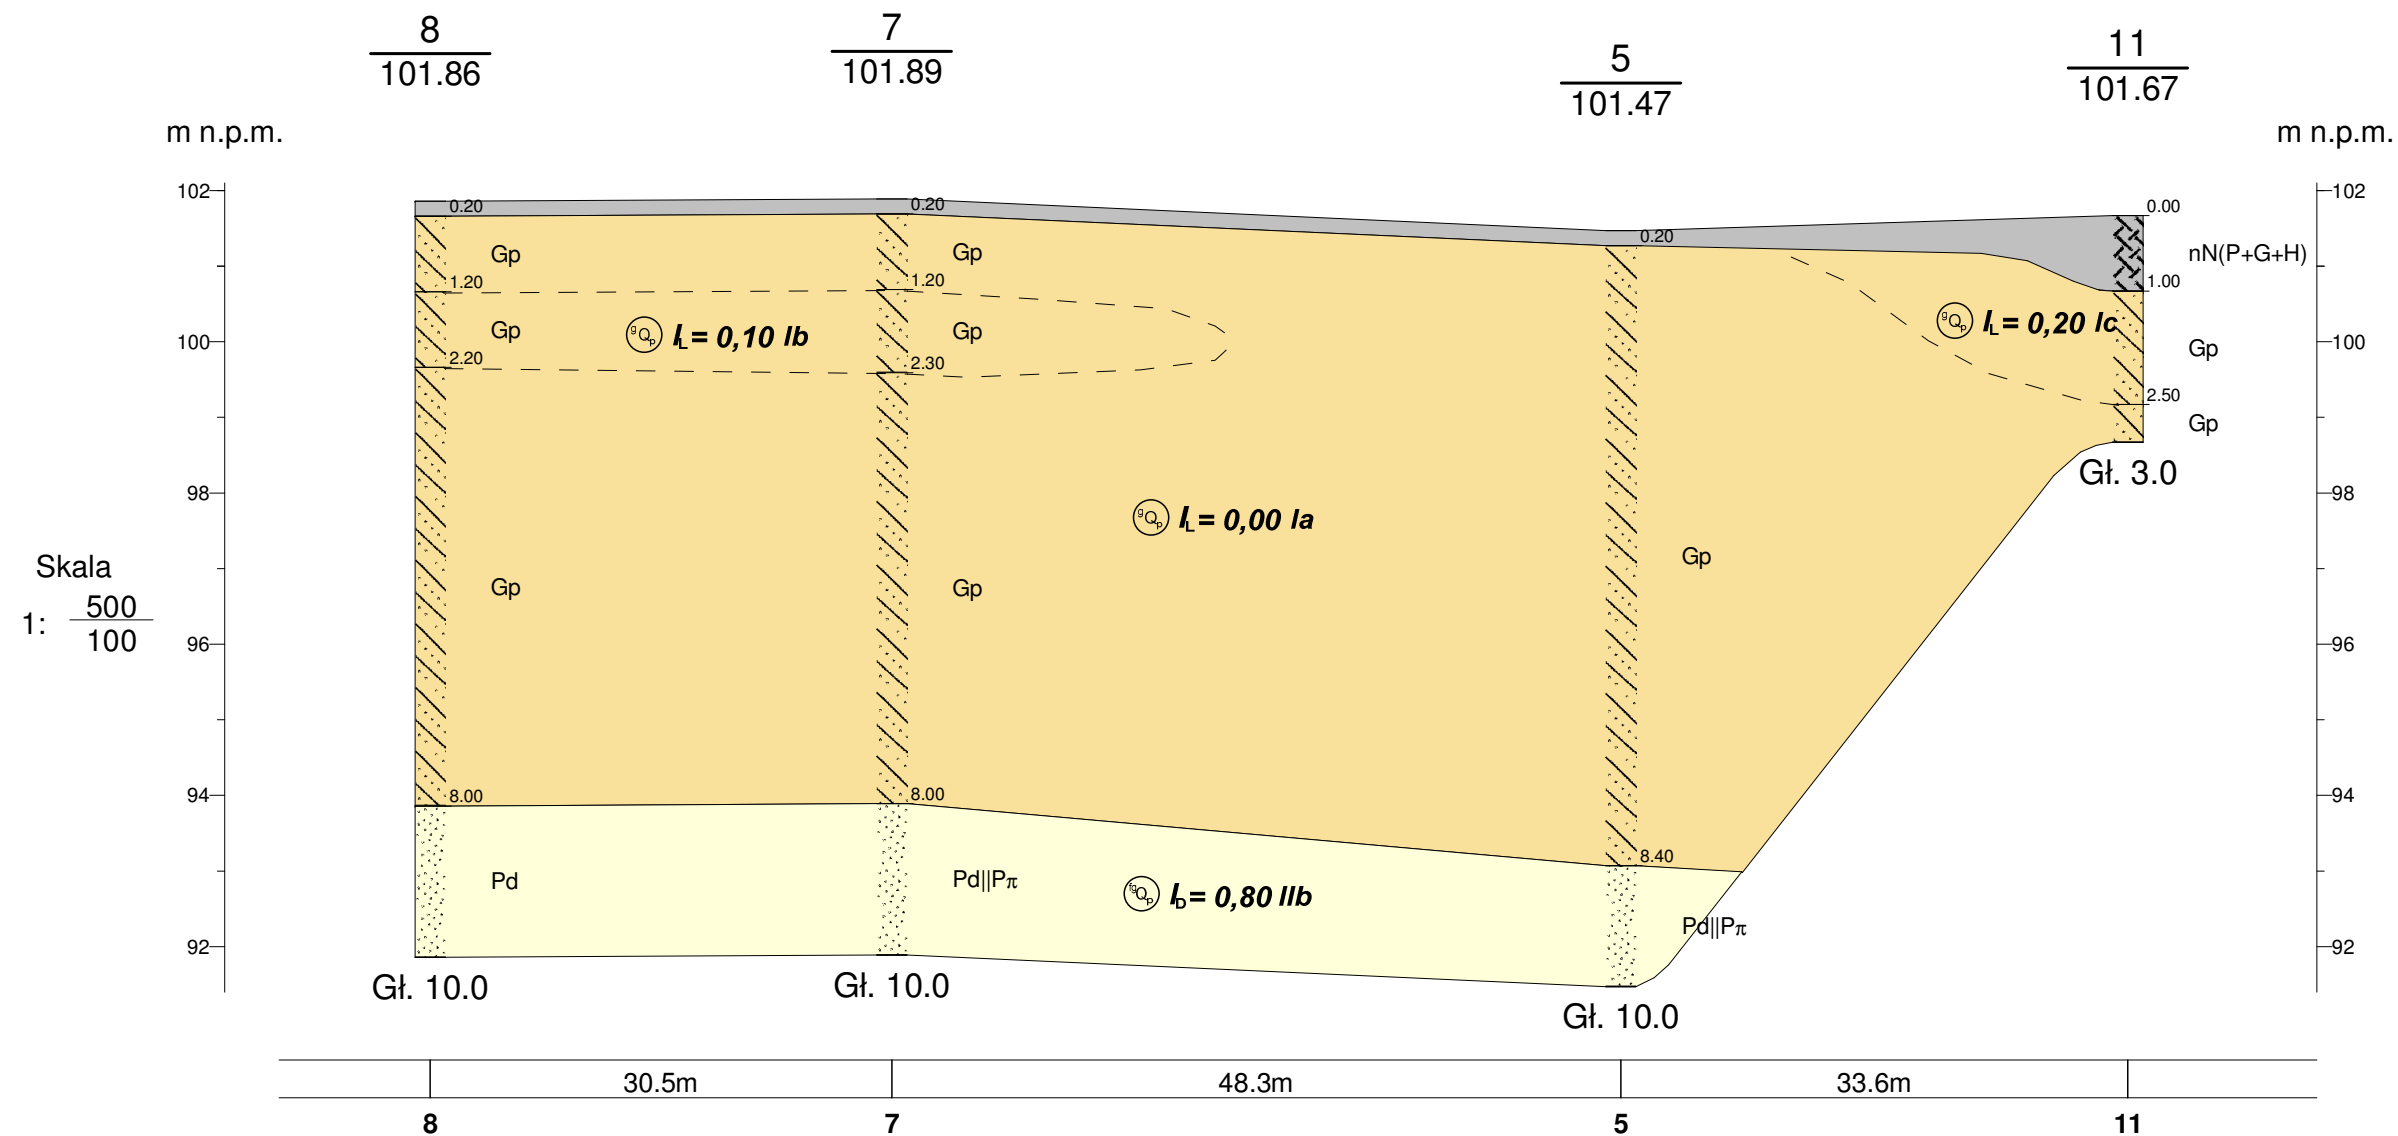 8
101.86
7
101.89
5
101.47
11
101.67
m n.p.m.
m n.p.m.
102
102
0.20
0.20
0.20
0.00
Gp
Gp
nN(P+G+H)
1.20
1.20
1.00
Gp
gQp IL= 0,10 Ib
Gp
gQp IL= 0,20 Ic
100
100
Gp
2.20
2.30
2.50
Gp
Gł. 3.0
98
98
gQp IL= 0,00 Ia
Gp
Skala
1: 500
100
Gp
Gp
96
96
94
94
8.00
8.00
8.40
Pd
Pd||Pπ
fgQp ID= 0,80 IIb
Pd||Pπ
92
92
Gł. 10.0
Gł. 10.0
Gł. 10.0
30.5m
48.3m
33.6m
8
7
5
11